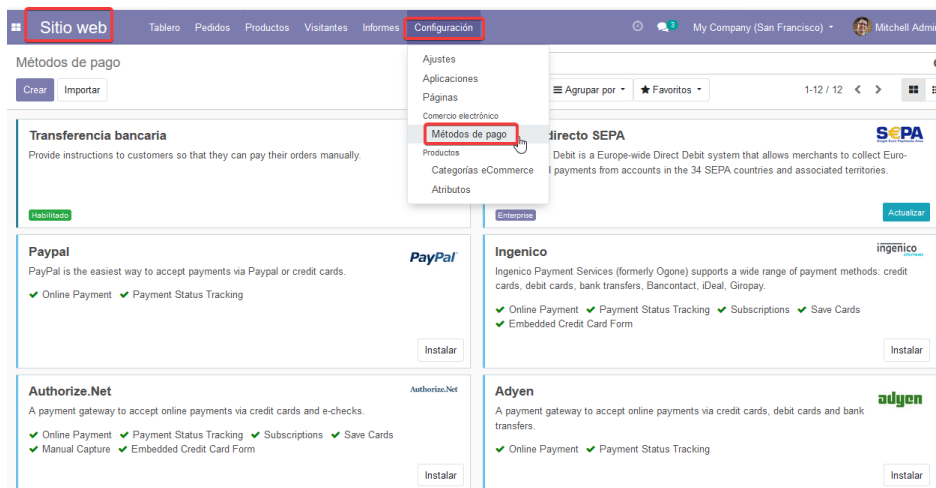 Sitio web Tablero Pedidos Productos Visitantes Informes Configuración 3 My Company (San Francisco) Mitchell Admi
Métodos de pago
Crear Importar
Agrupar por Favoritos 1-12 / 12
Ajustes
Aplicaciones
Páginas
Comercio electrónico
Métodos de pago
Productos
Categorías eCommerce
Atributos
Transferencia bancaria
Provide instructions to customers so that they can pay their orders manually.
Habilitado
directo SEPA
SEPA
Debit is a Europe-wide Direct Debit system that allows merchants to collect Euro-
payments from accounts in the 34 SEPA countries and associated territories.
Enterprise
Actualizar
Paypal
PayPal
PayPal is the easiest way to accept payments via Paypal or credit cards.
Online Payment Payment Status Tracking
Instalar
Ingenico
ingenico
Ingenico Payment Services (formerly Ogone) supports a wide range of payment methods: credit
cards, debit cards, bank transfers, Bancontact, iDeal, Giropay.
Online Payment Payment Status Tracking Subscriptions Save Cards
Embedded Credit Card Form
Instalar
Authorize.Net
Authorize.Net
A payment gateway to accept online payments via credit cards and e-checks.
Online Payment Payment Status Tracking Subscriptions Save Cards
Manual Capture Embedded Credit Card Form
Instalar
Adyen
adyen
A payment gateway to accept online payments via credit cards, debit cards and bank
transfers.
Online Payment Payment Status Tracking
Instalar